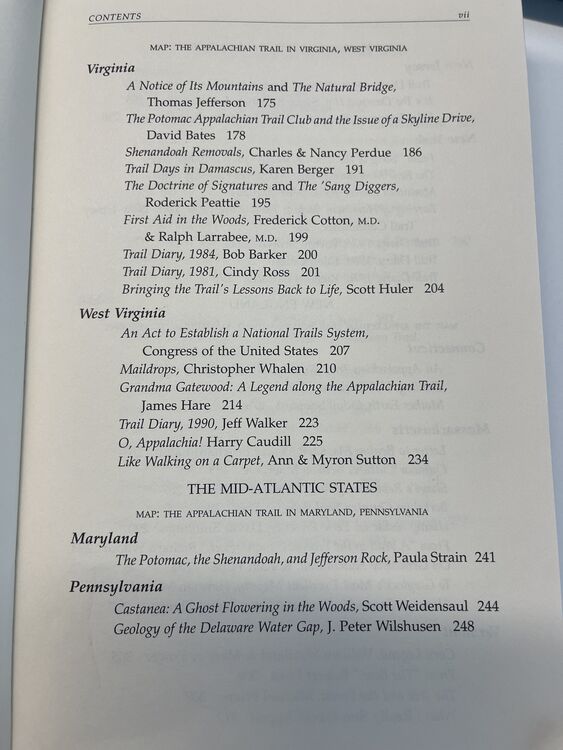 CONTENTS vii
MAP: THE APPALACHIAN TRAIL IN VIRGINIA, WEST VIRGINIA
Virginia
A Notice of Its Mountains and The Natural Bridge,
Thomas Jefferson 175
The Potomac Appalachian Trail Club and the Issue of a Skyline Drive,
David Bates 178
Shenandoah Removals, Charles & Nancy Perdue 186
Trail Days in Damascus, Karen Berger 191
The Doctrine of Signatures and The 'Sang Diggers,
Roderick Peattie 195
First Aid in the Woods, Frederick Cotton, M.D.
& Ralph Larrabee, M.D. 199
Trail Diary, 1984, Bob Barker 200
Trail Diary, 1981, Cindy Ross 201
Bringing the Trail's Lessons Back to Life, Scott Huler 204
West Virginia
An Act to Establish a National Trails System,
Congress of the United States 207
Maildrops, Christopher Whalen 210
Grandma Gatewood: A Legend along the Appalachian Trail,
James Hare 214
Trail Diary, 1990, Jeff Walker 223
O, Appalachia! Harry Caudill 225
Like Walking on a Carpet, Ann & Myron Sutton 234
THE MID-ATLANTIC STATES
MAP: THE APPALACHIAN TRAIL IN MARYLAND, PENNSYLVANIA
Maryland
The Potomac, the Shenandoah, and Jefferson Rock, Paula Strain 241
Pennsylvania
Castanea: A Ghost Flowering in the Woods, Scott Weidensaul 244
Geology of the Delaware Water Gap, J. Peter Wilshusen 248